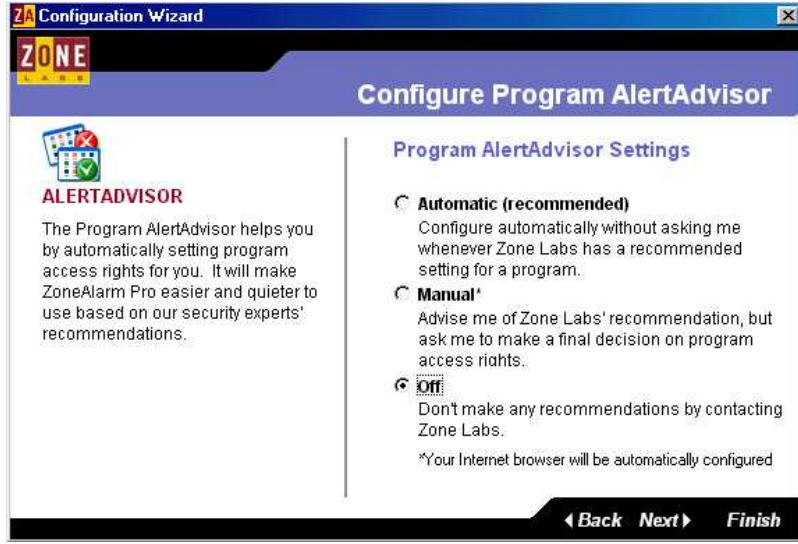 ZA Configuration Wizard
ZONE
LABS
Configure Program AlertAdvisor
ALERTADVISOR
The Program AlertAdvisor helps you
by automatically setting program
access rights for you. It will make
ZoneAlarm Pro easier and quieter to
use based on our security experts'
recommendations.
Program AlertAdvisor Settings
Automatic (recommended)
Configure automatically without asking me
whenever Zone Labs has a recommended
setting for a program.
Manual*
Advise me of Zone Labs' recommendation, but
ask me to make a final decision on program
access rights.
Off
Don't make any recommendations by contacting
Zone Labs.
*Your Internet browser will be automatically configured
Back Next Finish